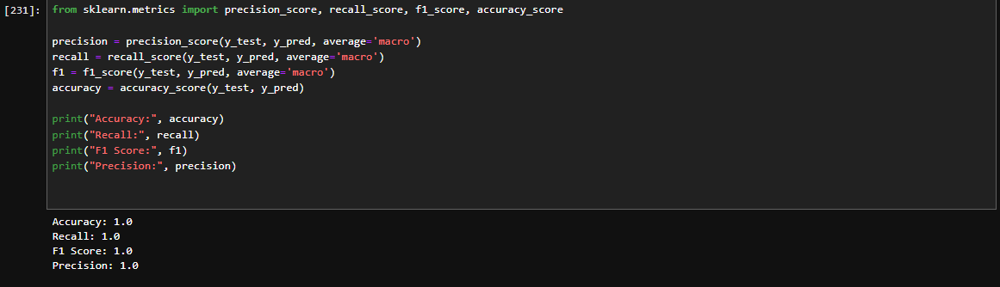 [231]: from sklearn.metrics import precision_score, recall_score, f1_score, accuracy_score
precision = precision_score(y_test, y_pred, average='macro')
recall = recall_score(y_test, y_pred, average='macro')
f1 = f1_score(y_test, y_pred, average='macro')
accuracy = accuracy_score(y_test, y_pred)
print("Accuracy:", accuracy)
print("Recall:", recall)
print("F1 Score:", f1)
print("Precision:", precision)
Accuracy: 1.0
Recall: 1.0
F1 Score: 1.0
Precision: 1.0